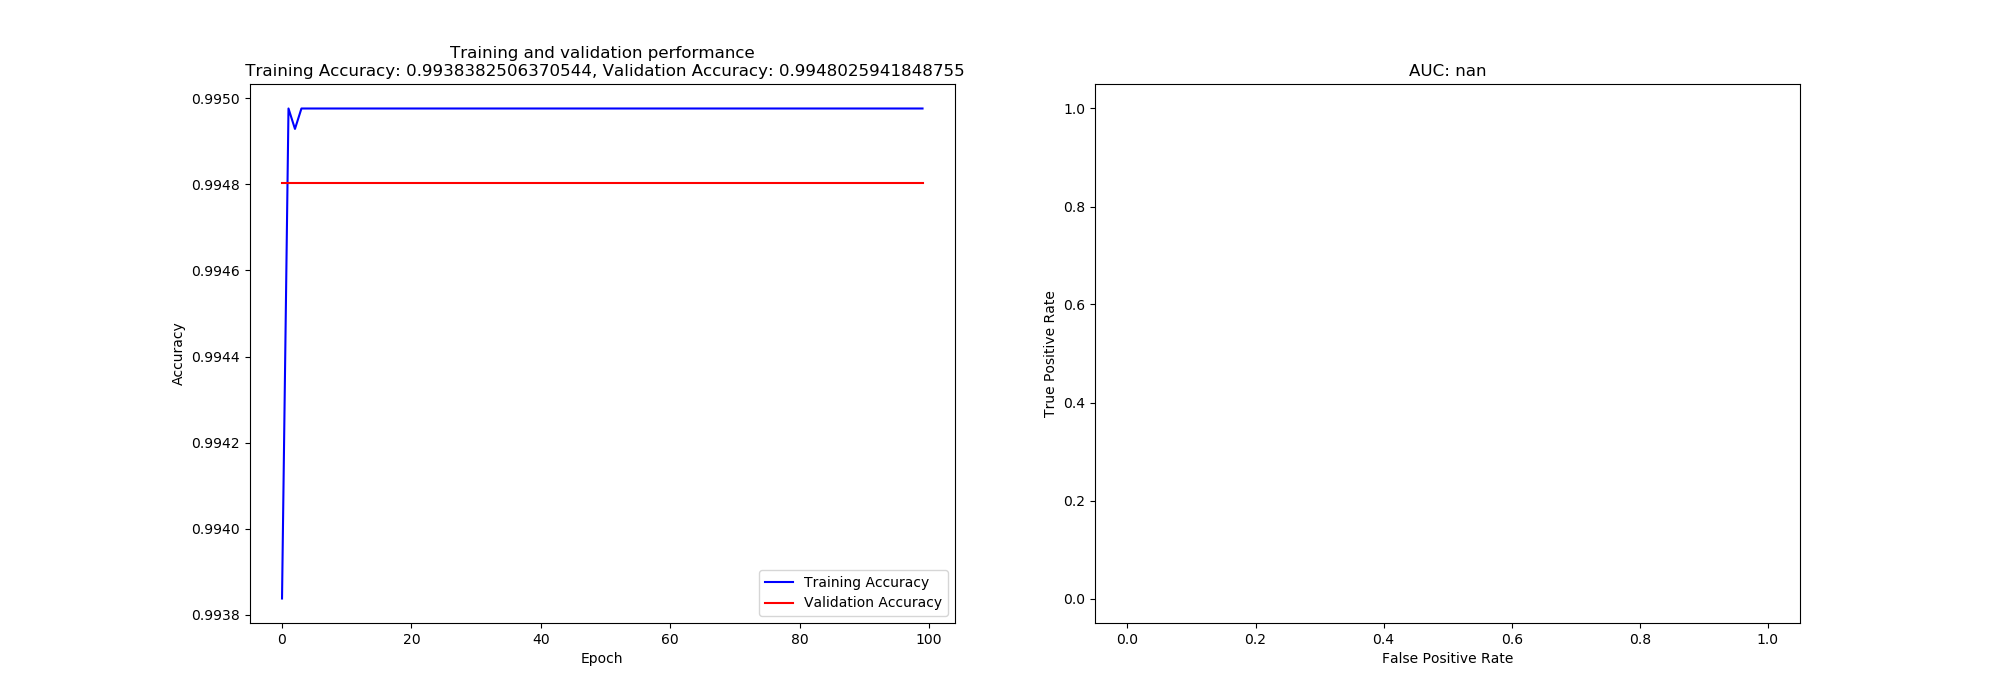 Training and validation performance
Training Accuracy: 0.9938382506370544, Validation Accuracy: 0.9948025941848755
0.9950
0.9948
0.9946
0.9944
0.9942
0.9940
0.9938
Accuracy
0
20
40
60
80
100
Epoch
Training Accuracy
Validation Accuracy
AUC: nan
1.0
0.8
0.6
0.4
0.2
0.0
True Positive Rate
0.0
0.2
0.4
0.6
0.8
1.0
False Positive Rate